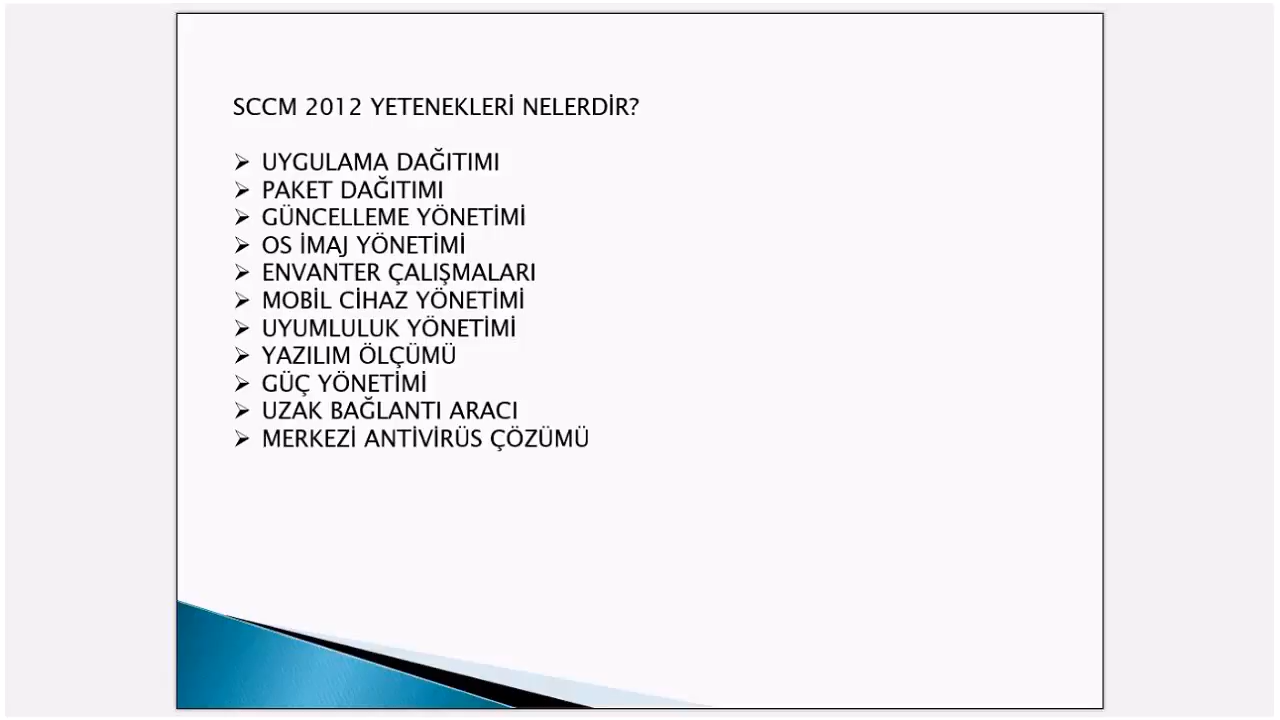 SCCM 2012 YETENEKLERİ NELERDİR?
➢ UYGULAMA DAĞITIMI
➢ PAKET DAĞITIMI
➢ GÜNCELLEME YÖNETİMİ
➢ OS İMAJ YÖNETİMİ
➢ ENVANTER ÇALIŞMALARI
➢ MOBİL CİHAZ YÖNETİMİ
➢ UYUMLULUK YÖNETİMİ
➢ YAZILIM ÖLÇÜMÜ
➢ GÜÇ YÖNETİMİ
➢ UZAK BAĞLANTI ARACI
➢ MERKEZİ ANTİVİRÜS ÇÖZÜMÜ